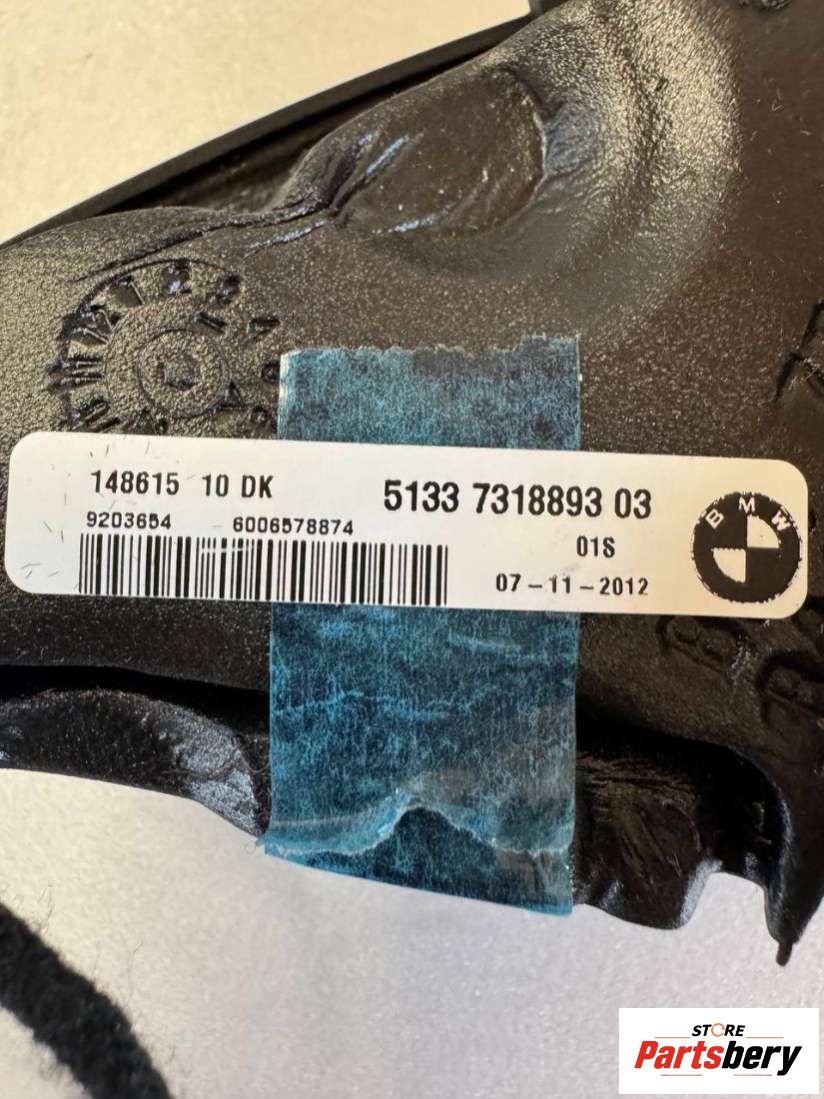 148615 10 DK
5133 7318893 03
9203654 6006578874
01S
07-11-2012
BMW
STORE
Partsbery